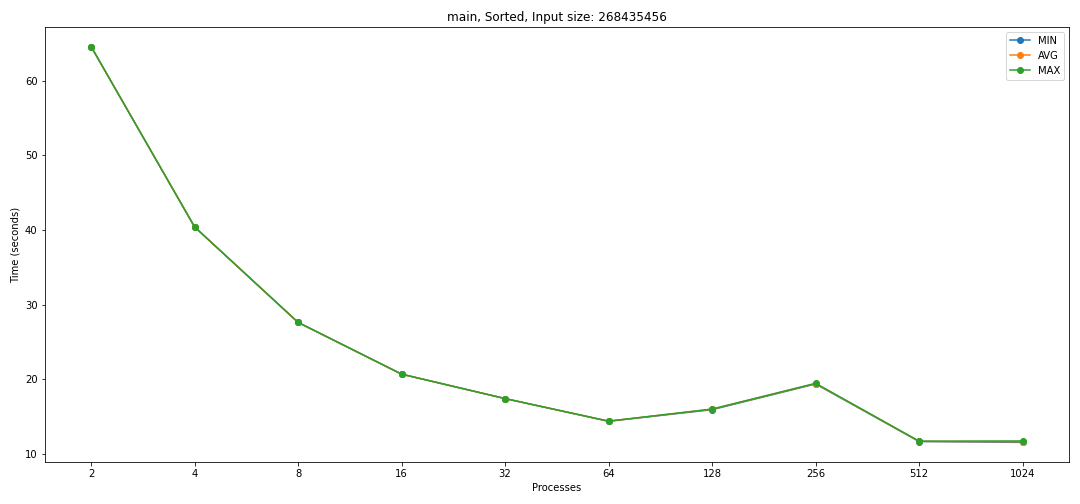 main, Sorted, Input size: 268435456
MIN
AVG
MAX
Time (seconds)
60
50
40
30
20
10
2 4 8 16 32 64 128 256 512 1024
Processes